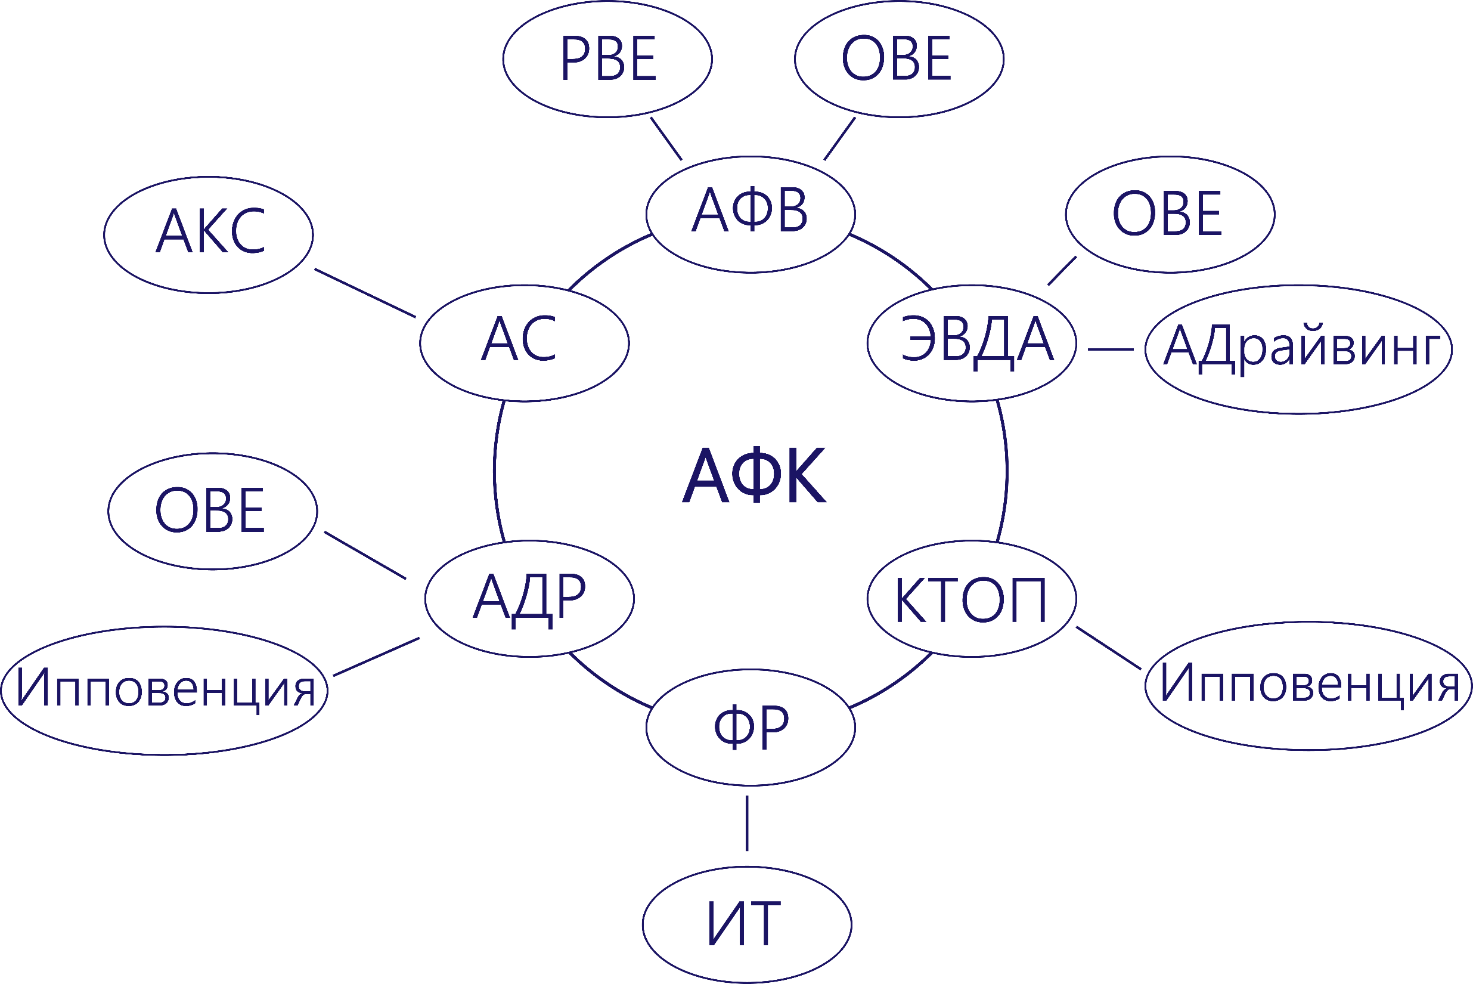 РВЕ
ОВЕ
АФВ
АКС
ОВЕ
АС
ЭВДА
АДрайвинг
АФК
ОВЕ
АДР
КТОП
Ипповенция
Ипповенция
ФР
ИТ